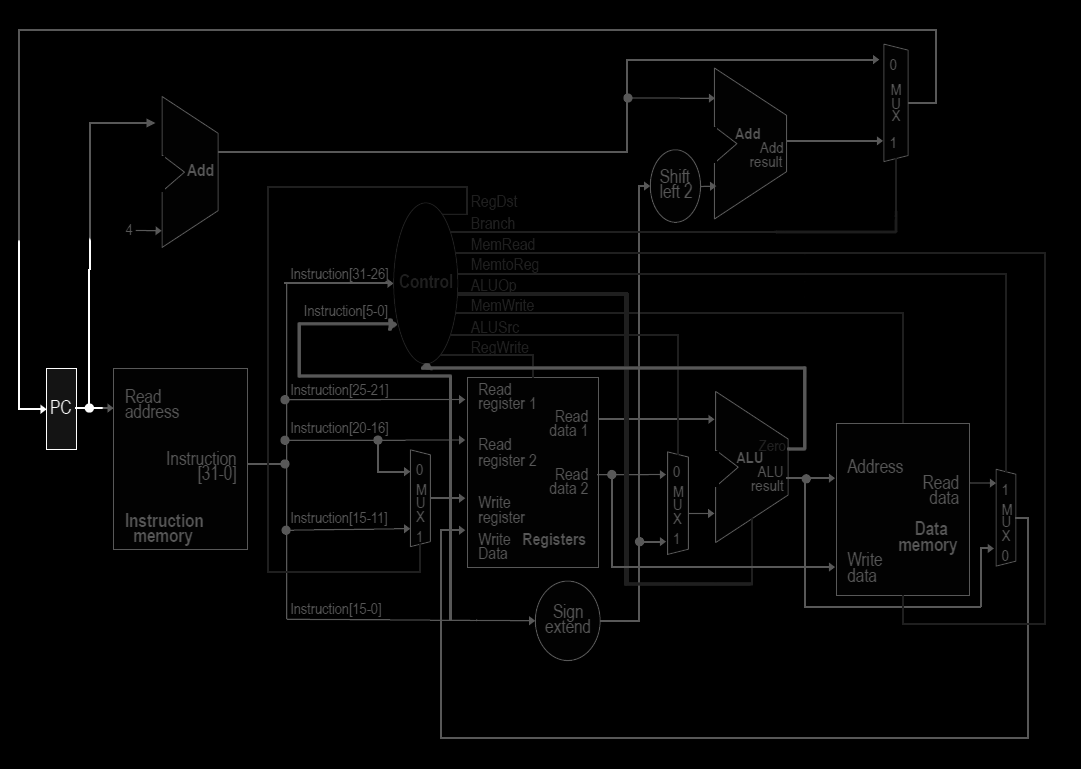 0
MUX
1
Add
Add
result
Shift
left 2
Add
4
RegDst
Branch
MemRead
MemtoReg
ALUOp
MemWrite
ALUSrc
RegWrite
Control
Instruction[31-26]
Instruction[5-0]
Instruction[25-21]
Instruction[20-16]
Instruction[15-11]
Instruction[15-0]
PC
Read
address
Instruction
[31-0]
Instruction
memory
0
MUX
1
Read
register 1
Read
register 2
Write
register
Write
Data
Registers
Read
data 1
Read
data 2
0
MUX
1
Zero
ALU
ALU
result
Address
Read
data
Data
memory
Write
data
1
MUX
0
Sign
extend